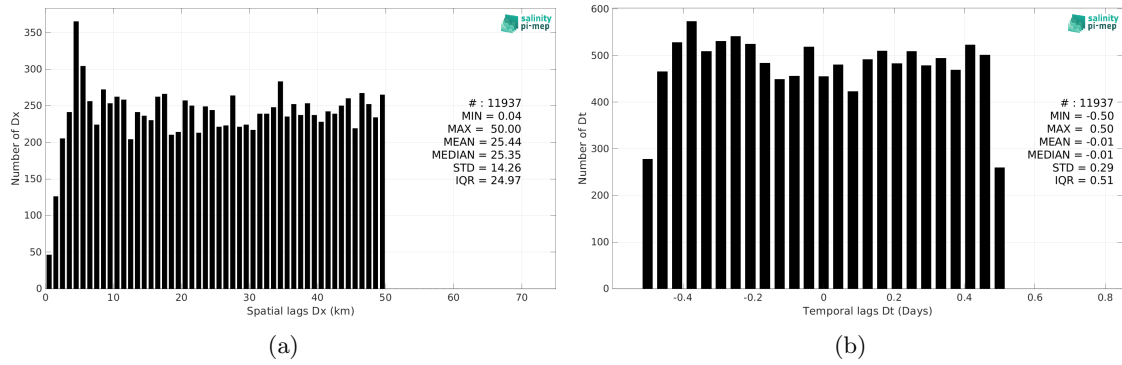 350
300
250
200
150
100
50
0
Number of Dx
0 10 20 30 40 50 60 70
Spatial lags Dx (km)
salinity
pi-mep
# : 11937
MIN = 0.04
MAX = 50.00
MEAN = 25.44
MEDIAN = 25.35
STD = 14.26
IQR = 24.97
(a)
600
500
400
300
200
100
0
Number of Dt
-0.4 -0.2 0 0.2 0.4 0.6 0.8
Temporal lags Dt (Days)
salinity
pi-mep
# : 11937
MIN = -0.50
MAX = 0.50
MEAN = -0.01
MEDIAN = -0.01
STD = 0.29
IQR = 0.51
(b)